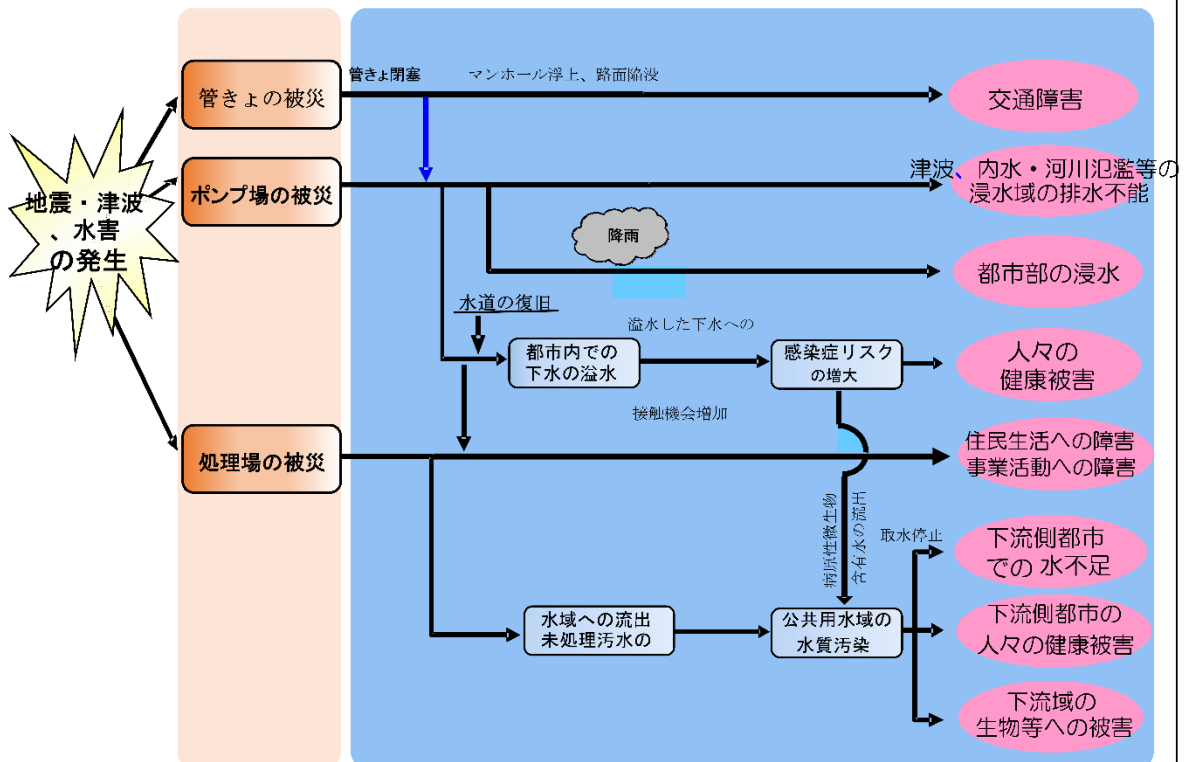 地震・津波
、水害
の発生
管きょの被災
ポンプ場の被災
処理場の被災
管きょ閉塞
マンホール浮上、路面陥没
交通障害
津波、内水・河川氾濫等の
浸水域の排水不能
降雨
都市部の浸水
水道の復旧
都市内での
下水の溢水
溢水した下水への
接触機会増加
感染症リスク
の増大
人々の
健康被害
住民生活への障害
事業活動への障害
病原性微生物
含有水の流出
水域への流出
未処理汚水の
公共用水域の
水質汚染
取水停止
下流側都市
での 水不足
下流側都市の
人々の健康被害
下流域の
生物等への被害